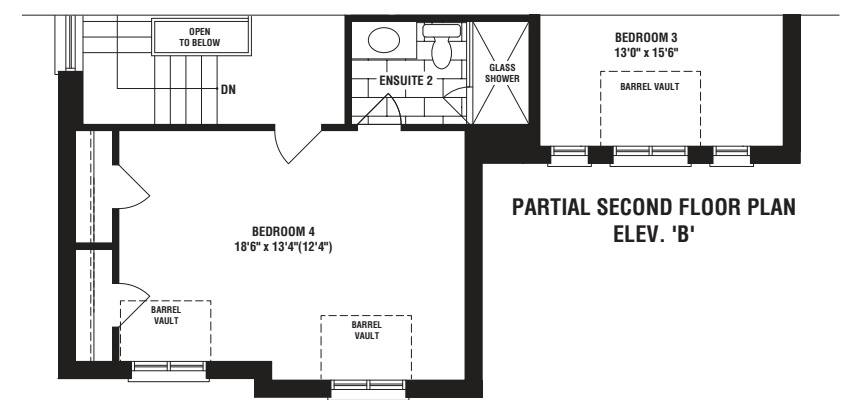 OPEN
TO BELOW
DN
ENSUITE 2
GLASS
SHOWER
BEDROOM 3
13'0" x 15'6"
BARREL VAULT
PARTIAL SECOND FLOOR PLAN
ELEV. 'B'
BEDROOM 4
18'6" x 13'4"(12'4")
BARREL
VAULT
BARREL
VAULT